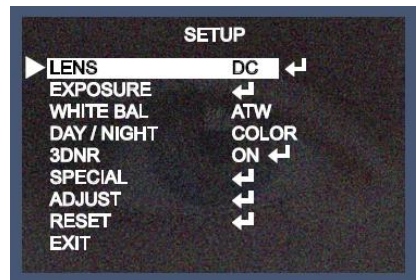 SETUP
LENS DC ↵
EXPOSURE ↵
WHITE BAL ATW
DAY / NIGHT COLOR
3DNR ON ↵
SPECIAL ↵
ADJUST ↵
RESET ↵
EXIT